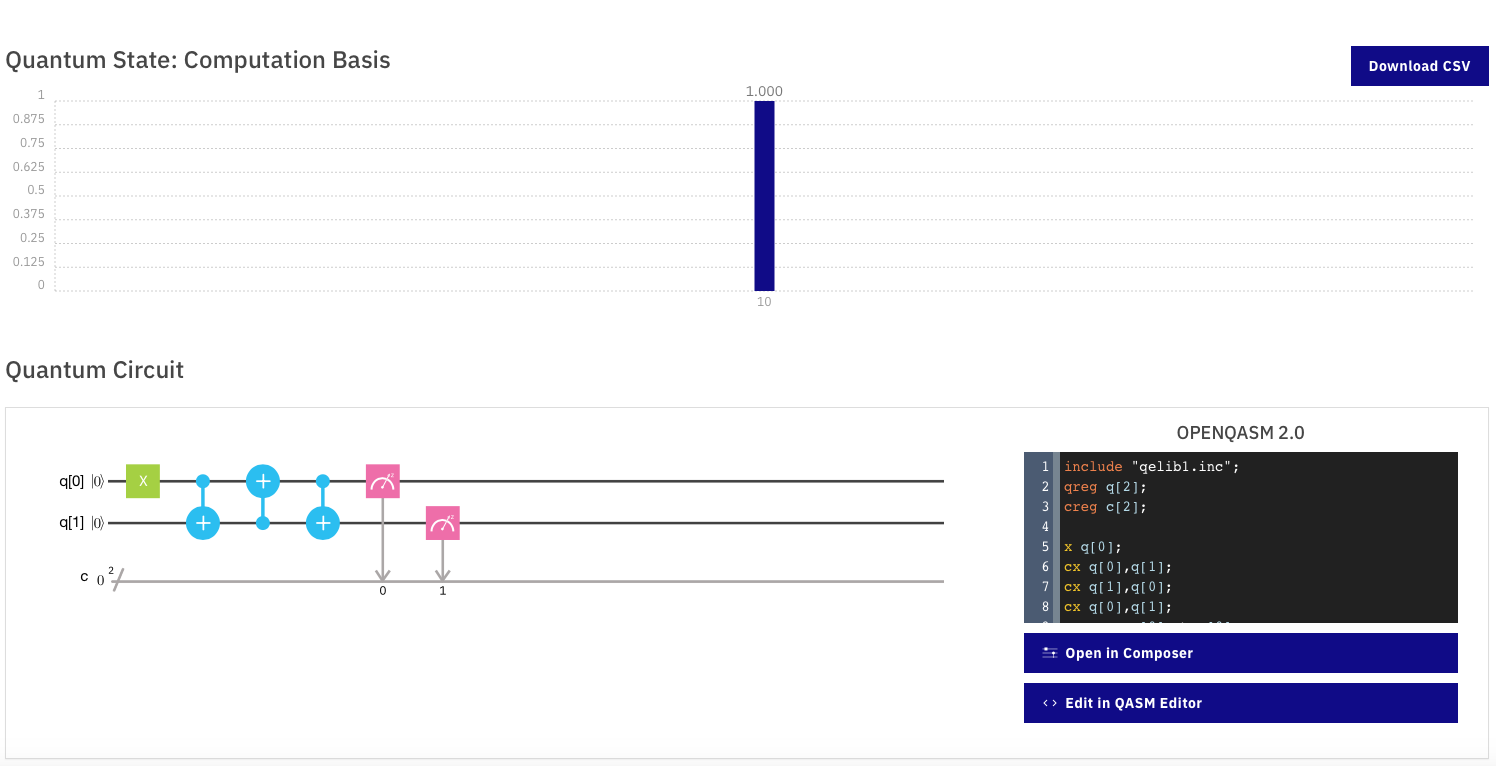 Quantum State: Computation Basis
Download CSV
1.000
1
0.875
0.75
0.625
0.5
0.375
0.25
0.125
0
10
Quantum Circuit
OPENQASM 2.0
q[0] |0⟩ X
q[1] |0⟩
c 0 2
0 1
1 include "qelib1.inc";
2 qreg q[2];
3 creg c[2];
4
5 x q[0];
6 cx q[0],q[1];
7 cx q[1],q[0];
8 cx q[0],q[1];
Open in Composer
<> Edit in QASM Editor